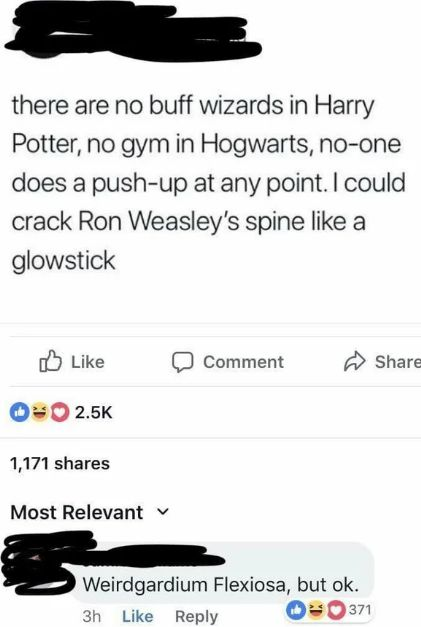 there are no buff wizards in Harry
Potter, no gym in Hogwarts, no-one
does a push-up at any point. I could
crack Ron Weasley's spine like a
glowstick
Like Comment Share
2.5K
1,171 shares
Most Relevant
Weirdgardium Flexiosa, but ok.
3h Like Reply 371